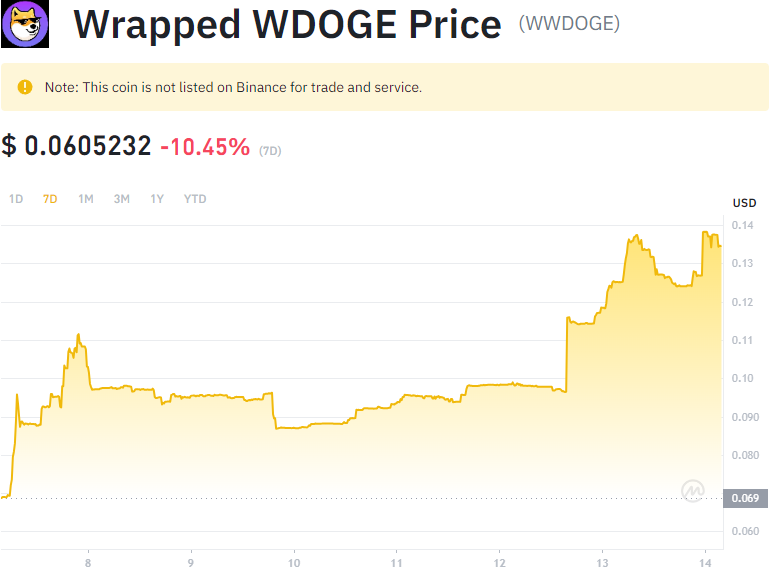 Wrapped WDOGE Price (WWDOGE)
Note: This coin is not listed on Binance for trade and service.
$ 0.0605232 -10.45% (7D)
1D 7D 1M 3M 1Y YTD
USD
0.14
0.13
0.12
0.11
0.10
0.090
0.080
0.069
0.060
8 9 10 11 12 13 14